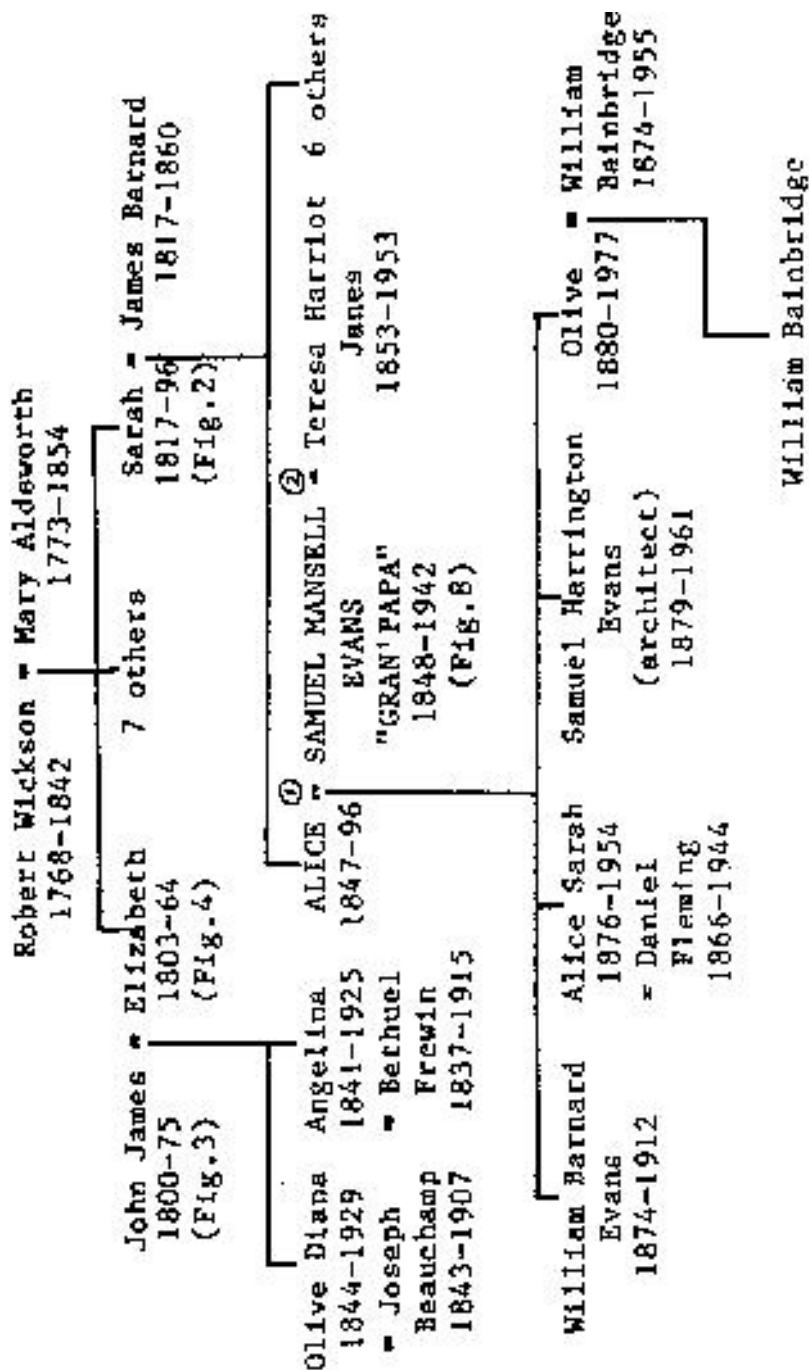 Robert Wickson = Mary Aldsworth
1768-1842 1773-1854
John James = Elizabeth 7 others Sarah = James Barnard
1800-75 1803-64 1817-96 1817-1860
(Fig.3) (Fig.4) (Fig.2)
Olive Diana Angelina ALICE ① = SAMUEL MANSELL ② = Teresa Harriot 6 others
1844-1929 1841-1925 1847-96 EVANS Janes
= Joseph = Bethuel "GRAN'PAPA" 1853-1953
Beauchamp Frewin 1848-1942
1843-1907 1837-1915 (Fig.8)
William Barnard Alice Sarah Samuel Harrington Olive = William
Evans 1876-1954 Evans 1880-1977 Bainbridge
1874-1912 = Daniel (architect) 1874-1955
Fleming 1879-1961
1866-1944
William Bainbridge